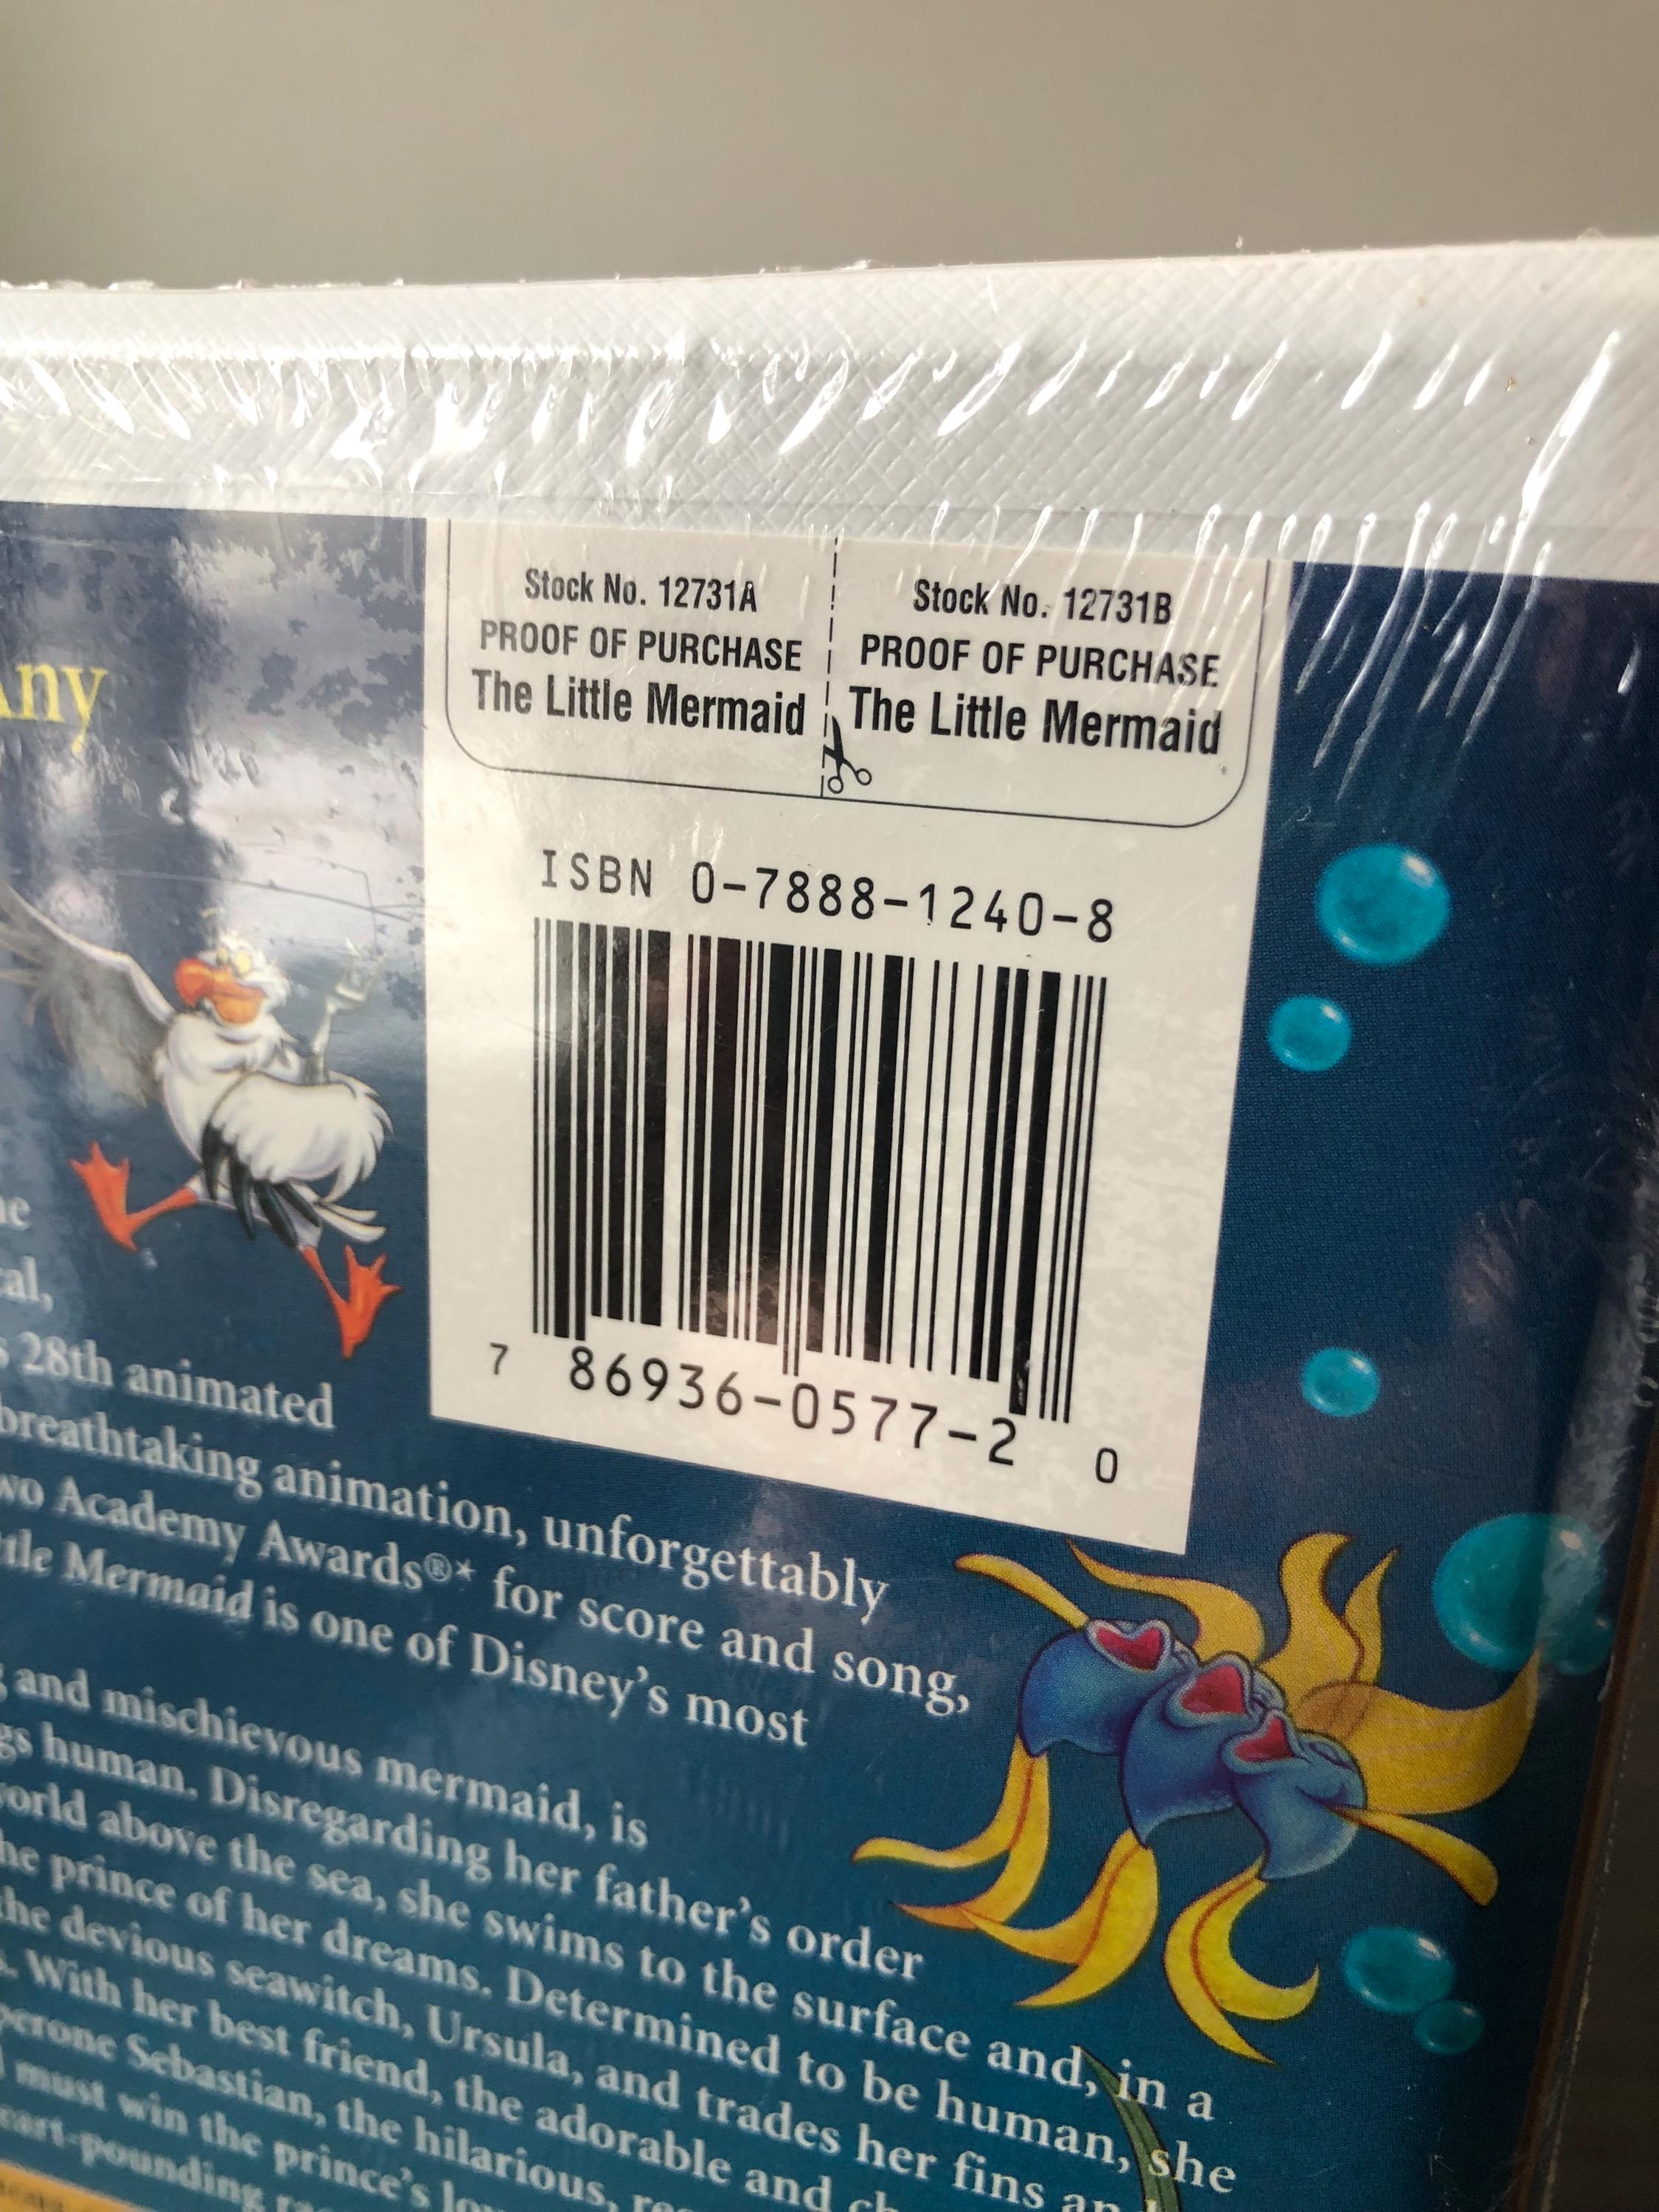 Stock No. 12731A
PROOF OF PURCHASE
The Little Mermaid
Stock No. 12731B
PROOF OF PURCHASE
The Little Mermaid
ISBN 0-7888-1240-8
7 86936-0577-2 0
28th animated
breathtaking animation, unforgettably
Academy Awards®* for score and song,
Mermaid is one of Disney's most
and mischievous mermaid, is
human. Disregarding her father's order
world above the sea, she swims to the surface and, in a
prince of her dreams. Determined to be human, she
the devious seawitch, Ursula, and trades her fins
With her best friend, the adorable and
Sebastian, the hilarious,
must win the prince's